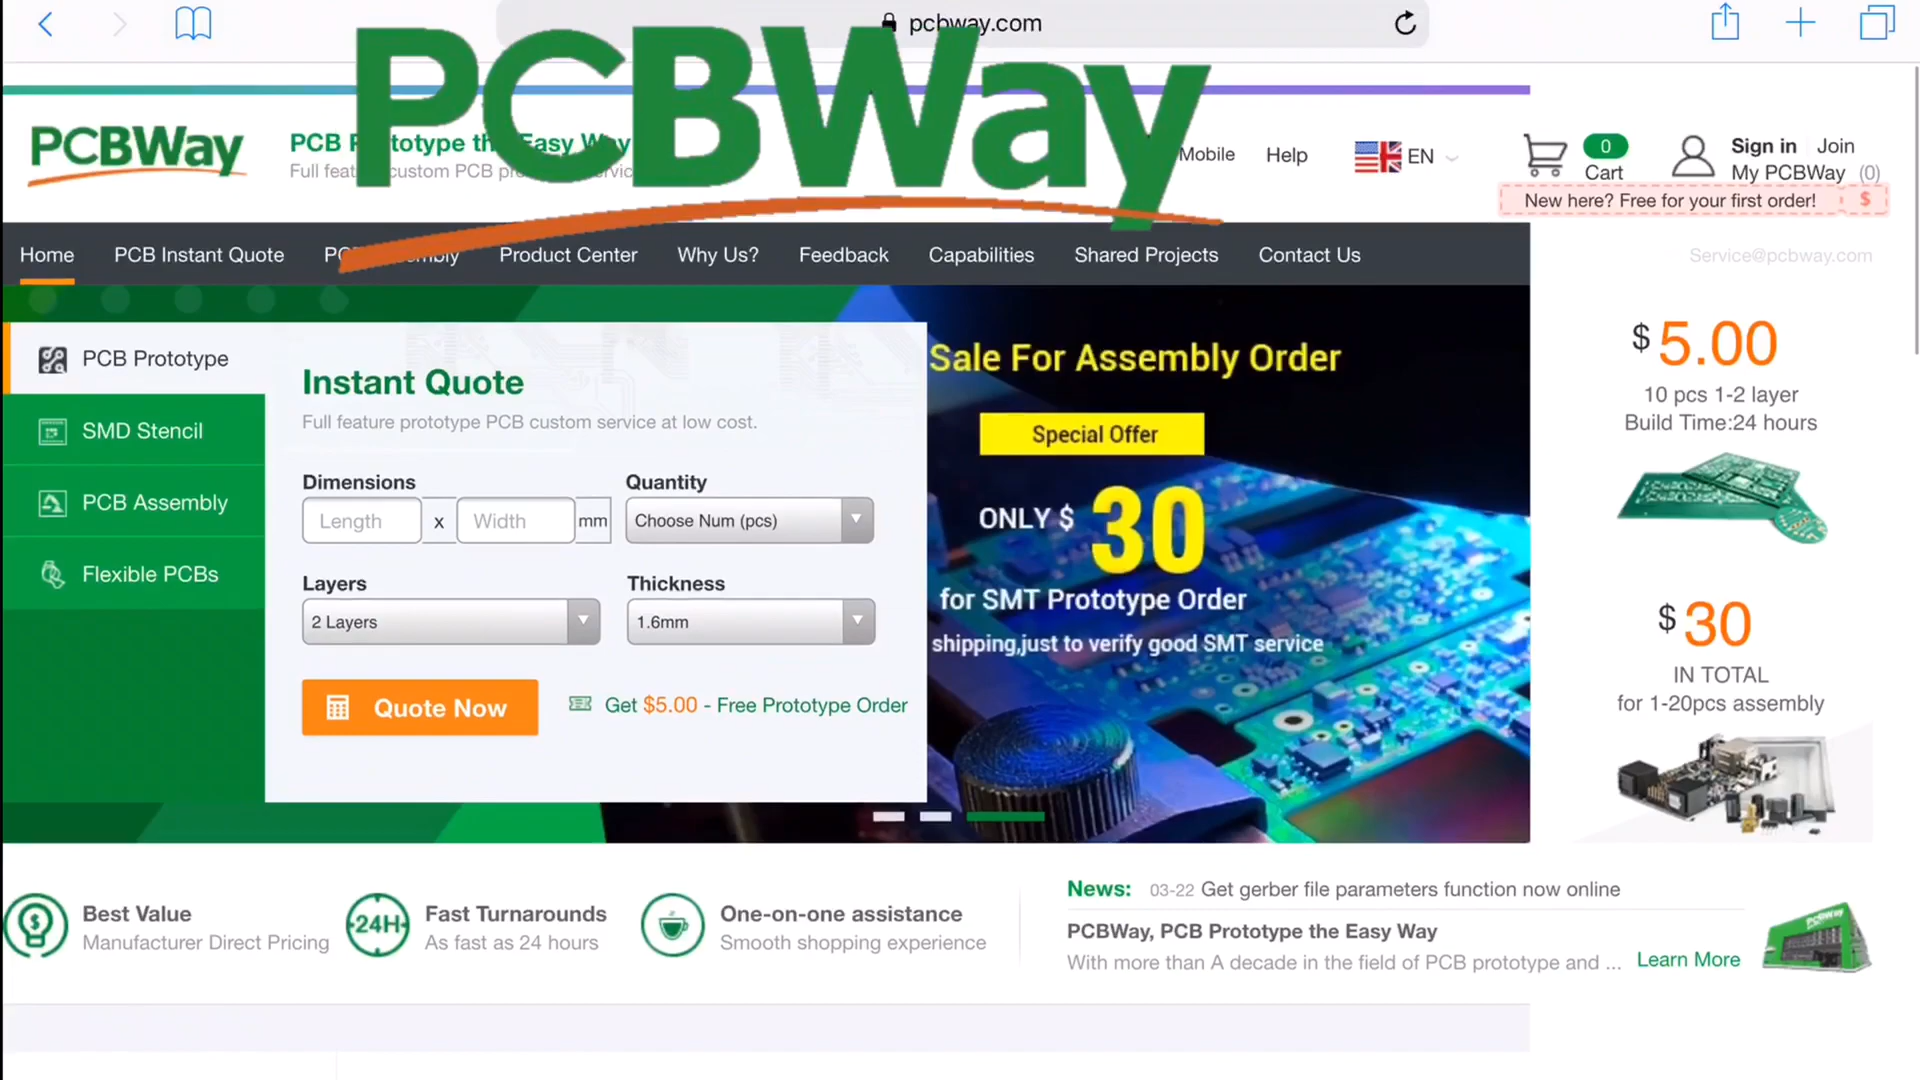 pcbway.com
PCBWay
PCBWay
PCB Prototype the Easy Way
Full feature custom PCB
Mobile
Help
EN
0
Cart
Sign in
Join
My PCBWay (0)
New here? Free for your first order! $
Home
PCB Instant Quote
Product Center
Why Us?
Feedback
Capabilities
Shared Projects
Contact Us
Service@pcbway.com
PCB Prototype
SMD Stencil
PCB Assembly
Flexible PCBs
Instant Quote
Full feature prototype PCB custom service at low cost.
Dimensions
Length x Width mm
Quantity
Choose Num (pcs)
Layers
2 Layers
Thickness
1.6mm
Quote Now
Get $5.00 - Free Prototype Order
Sale For Assembly Order
Special Offer
ONLY $ 30
for SMT Prototype Order
shipping,just to verify good SMT service
$ 5.00
10 pcs 1-2 layer
Build Time:24 hours
$ 30
IN TOTAL
for 1-20pcs assembly
Best Value
Manufacturer Direct Pricing
24H
Fast Turnarounds
As fast as 24 hours
One-on-one assistance
Smooth shopping experience
News: 03-22 Get gerber file parameters function now online
PCBWay, PCB Prototype the Easy Way
With more than A decade in the field of PCB prototype and ... Learn More
PCBWay